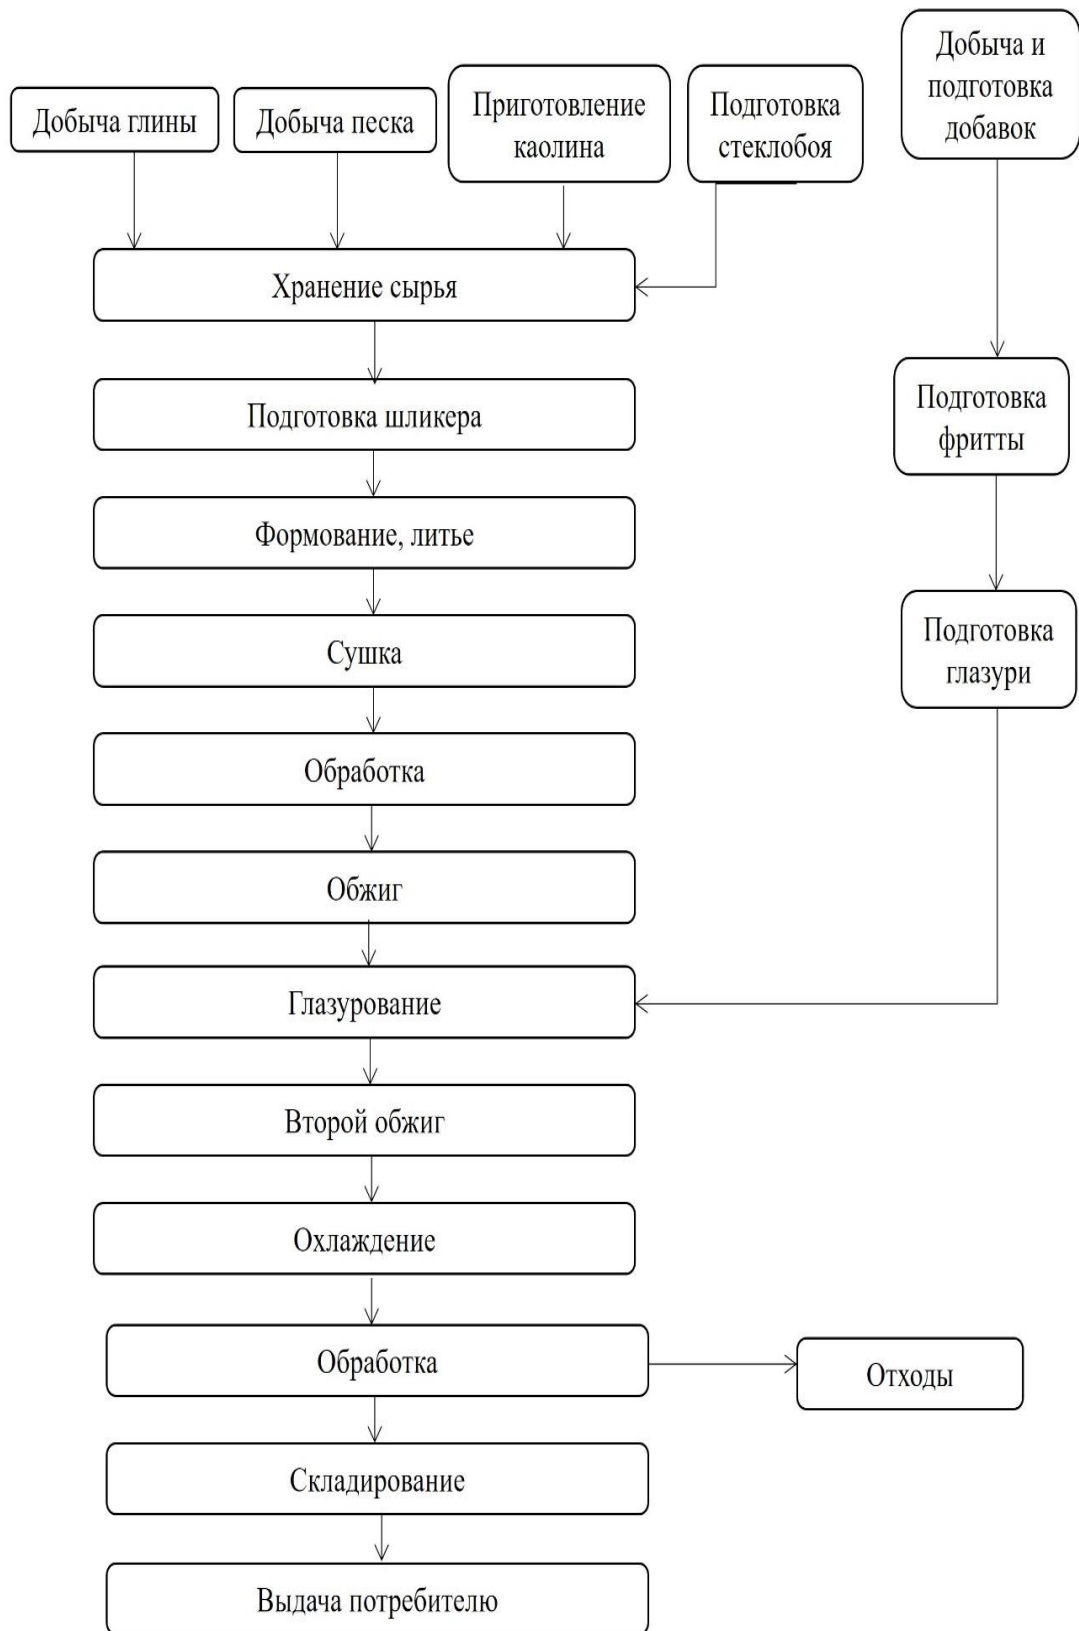 Добыча глины
Добыча песка
Приготовление
каолина
Подготовка
стеклобоя
Добыча и
подготовка
добавок
Хранение сырья
Подготовка шликера
Подготовка
фритты
Формование, литье
Сушка
Подготовка
глазури
Обработка
Обжиг
Глазурование
Второй обжиг
Охлаждение
Обработка
Отходы
Складирование
Выдача потребителю